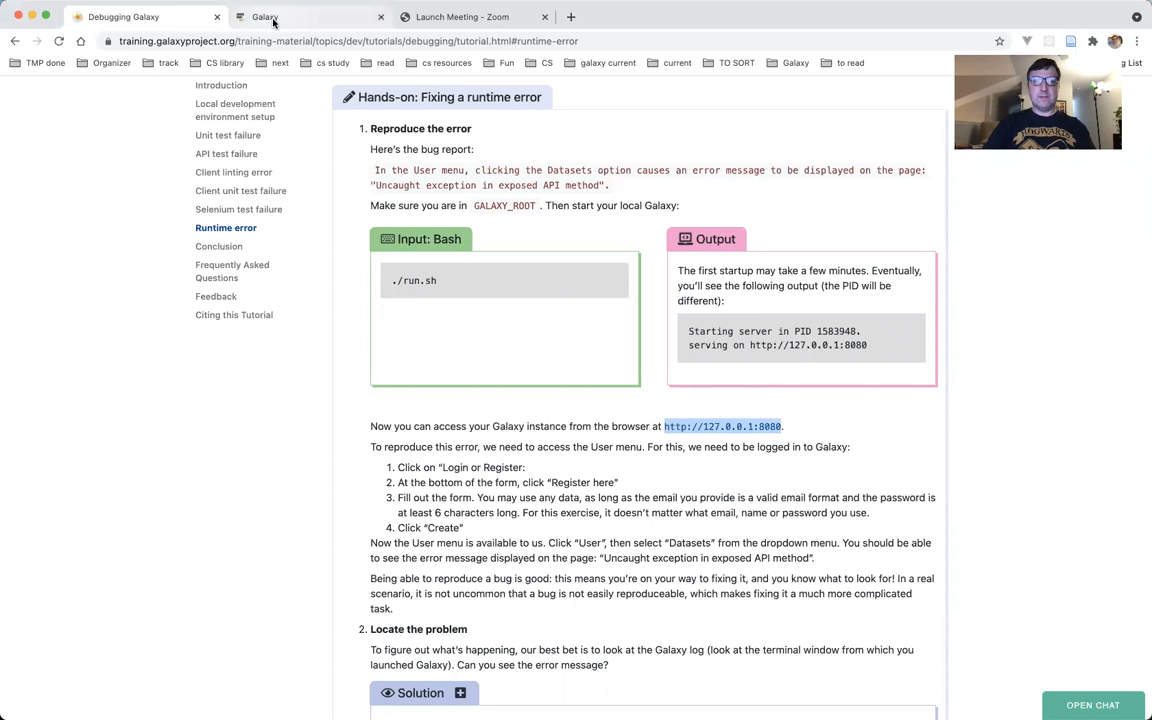 Debugging Galaxy
Galaxy
Launch Meeting - Zoom
training.galaxyproject.org/training-material/topics/dev/tutorials/debugging/tutorial.html#runtime-error
TMP done
Organizer
track
CS library
next
cs study
read
cs resources
Fun
CS
galaxy current
current
TO SORT
Galaxy
to read
g List
Introduction
Local development
environment setup
Unit test failure
API test failure
Client linting error
Client unit test failure
Selenium test failure
Runtime error
Conclusion
Frequently Asked
Questions
Feedback
Citing this Tutorial
Hands-on: Fixing a runtime error
1. Reproduce the error
Here's the bug report:
In the User menu, clicking the Datasets option causes an error message to be displayed on the page:
"Uncaught exception in exposed API method".
Make sure you are in GALAXY_ROOT . Then start your local Galaxy:
Input: Bash
./run.sh
Output
The first startup may take a few minutes. Eventually,
you'll see the following output (the PID will be
different):
Starting server in PID 1583948.
serving on http://127.0.0.1:8080
Now you can access your Galaxy instance from the browser at http://127.0.0.1:8080.
To reproduce this error, we need to access the User menu. For this, we need to be logged in to Galaxy:
1. Click on “Login or Register:
2. At the bottom of the form, click “Register here”
3. Fill out the form. You may use any data, as long as the email you provide is a valid email format and the password is
at least 6 characters long. For this exercise, it doesn't matter what email, name or password you use.
4. Click “Create”
Now the User menu is available to us. Click “User”, then select “Datasets” from the dropdown menu. You should be able
to see the error message displayed on the page: “Uncaught exception in exposed API method”.
Being able to reproduce a bug is good: this means you're on your way to fixing it, and you know what to look for! In a real
scenario, it is not uncommon that a bug is not easily reproduceable, which makes fixing it a much more complicated
task.
2. Locate the problem
To figure out what's happening, our best bet is to look at the Galaxy log (look at the terminal window from which you
launched Galaxy). Can you see the error message?
Solution
HOGWARTS
OPEN CHAT